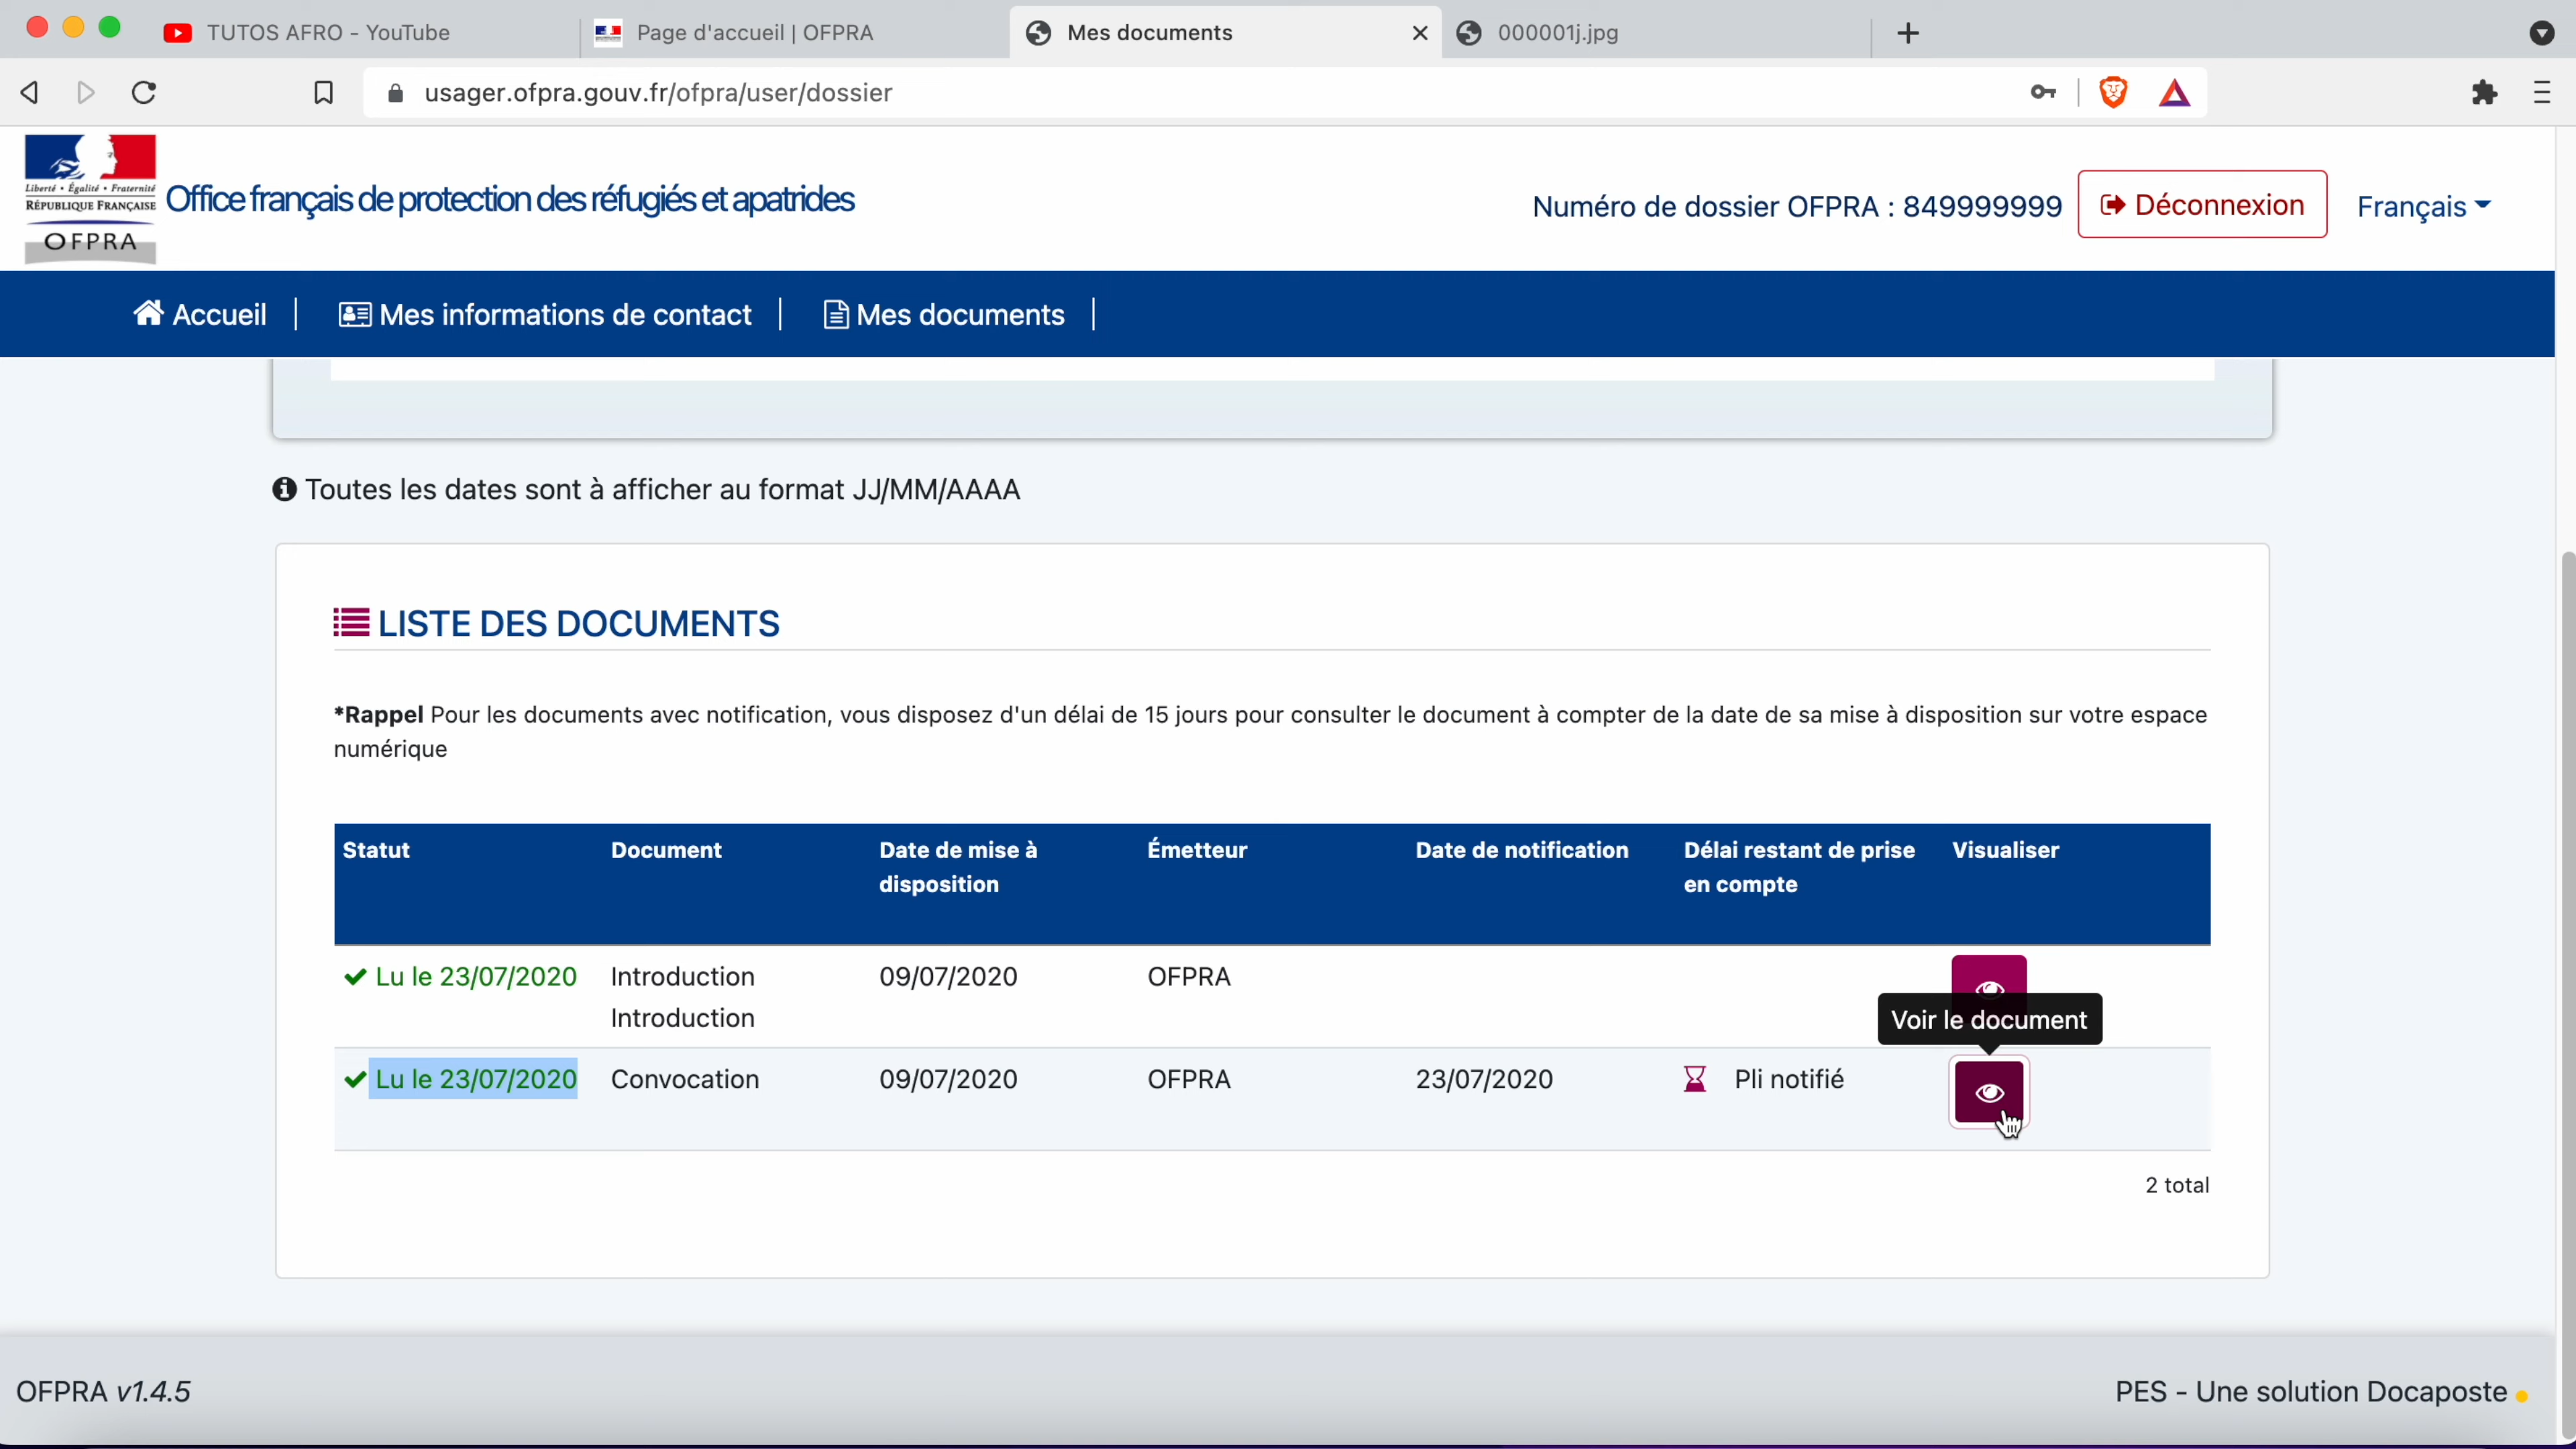 TUTOS AFRO - YouTube
Page d'accueil | OFPRA
Mes documents
000001j.jpg
usager.ofpra.gouv.fr/ofpra/user/dossier
Liberté • Égalité • Fraternité
RÉPUBLIQUE FRANÇAISE
OFPRA
Office français de protection des réfugiés et apatrides
Numéro de dossier OFPRA : 849999999
Déconnexion
Français
Accueil
Mes informations de contact
Mes documents
Toutes les dates sont à afficher au format JJ/MM/AAAA
LISTE DES DOCUMENTS
*Rappel Pour les documents avec notification, vous disposez d'un délai de 15 jours pour consulter le document à compter de la date de sa mise à disposition sur votre espace
numérique
Statut Document Date de mise à Émetteur Date de notification Délai restant de prise Visualiser
disposition en compte
Lu le 23/07/2020 Introduction 09/07/2020 OFPRA
Introduction
Voir le document
Lu le 23/07/2020 Convocation 09/07/2020 OFPRA 23/07/2020 Pli notifié
2 total
OFPRA v1.4.5
PES - Une solution Docaposte